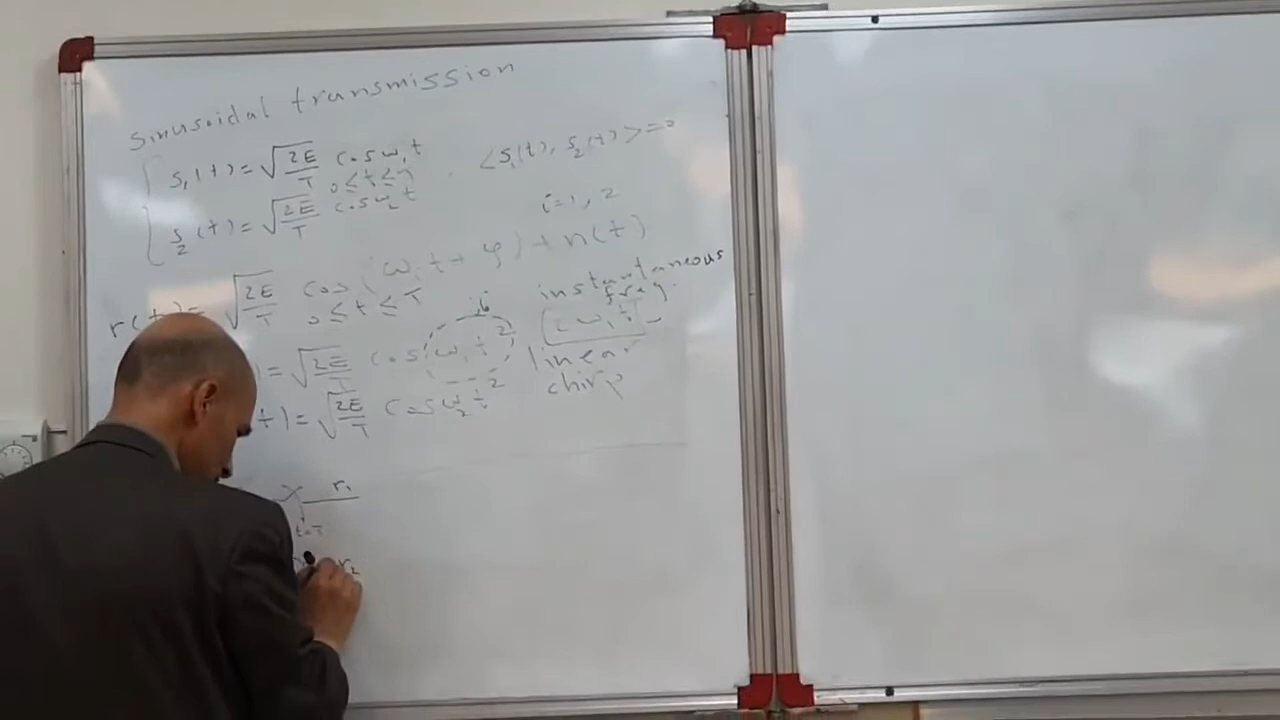 sinusoidal transmission
s₁(t) = √(2E/T) cos ω₁t
0 ≤ t ≤ T
<s₁(t), s₂(t)> = 0
s₂(t) = √(2E/T) cos ω₂t
i=1, 2
r(t) = √(2E/T) cos(ωᵢt + φ) + n(t)
0 ≤ t ≤ T
instantaneous freq.
= √(2E/T) cos(ω₁t²)
2ω₁t
linear chirp
t) = √(2E/T) cos ω₂t²
r₁
t=T
r₂